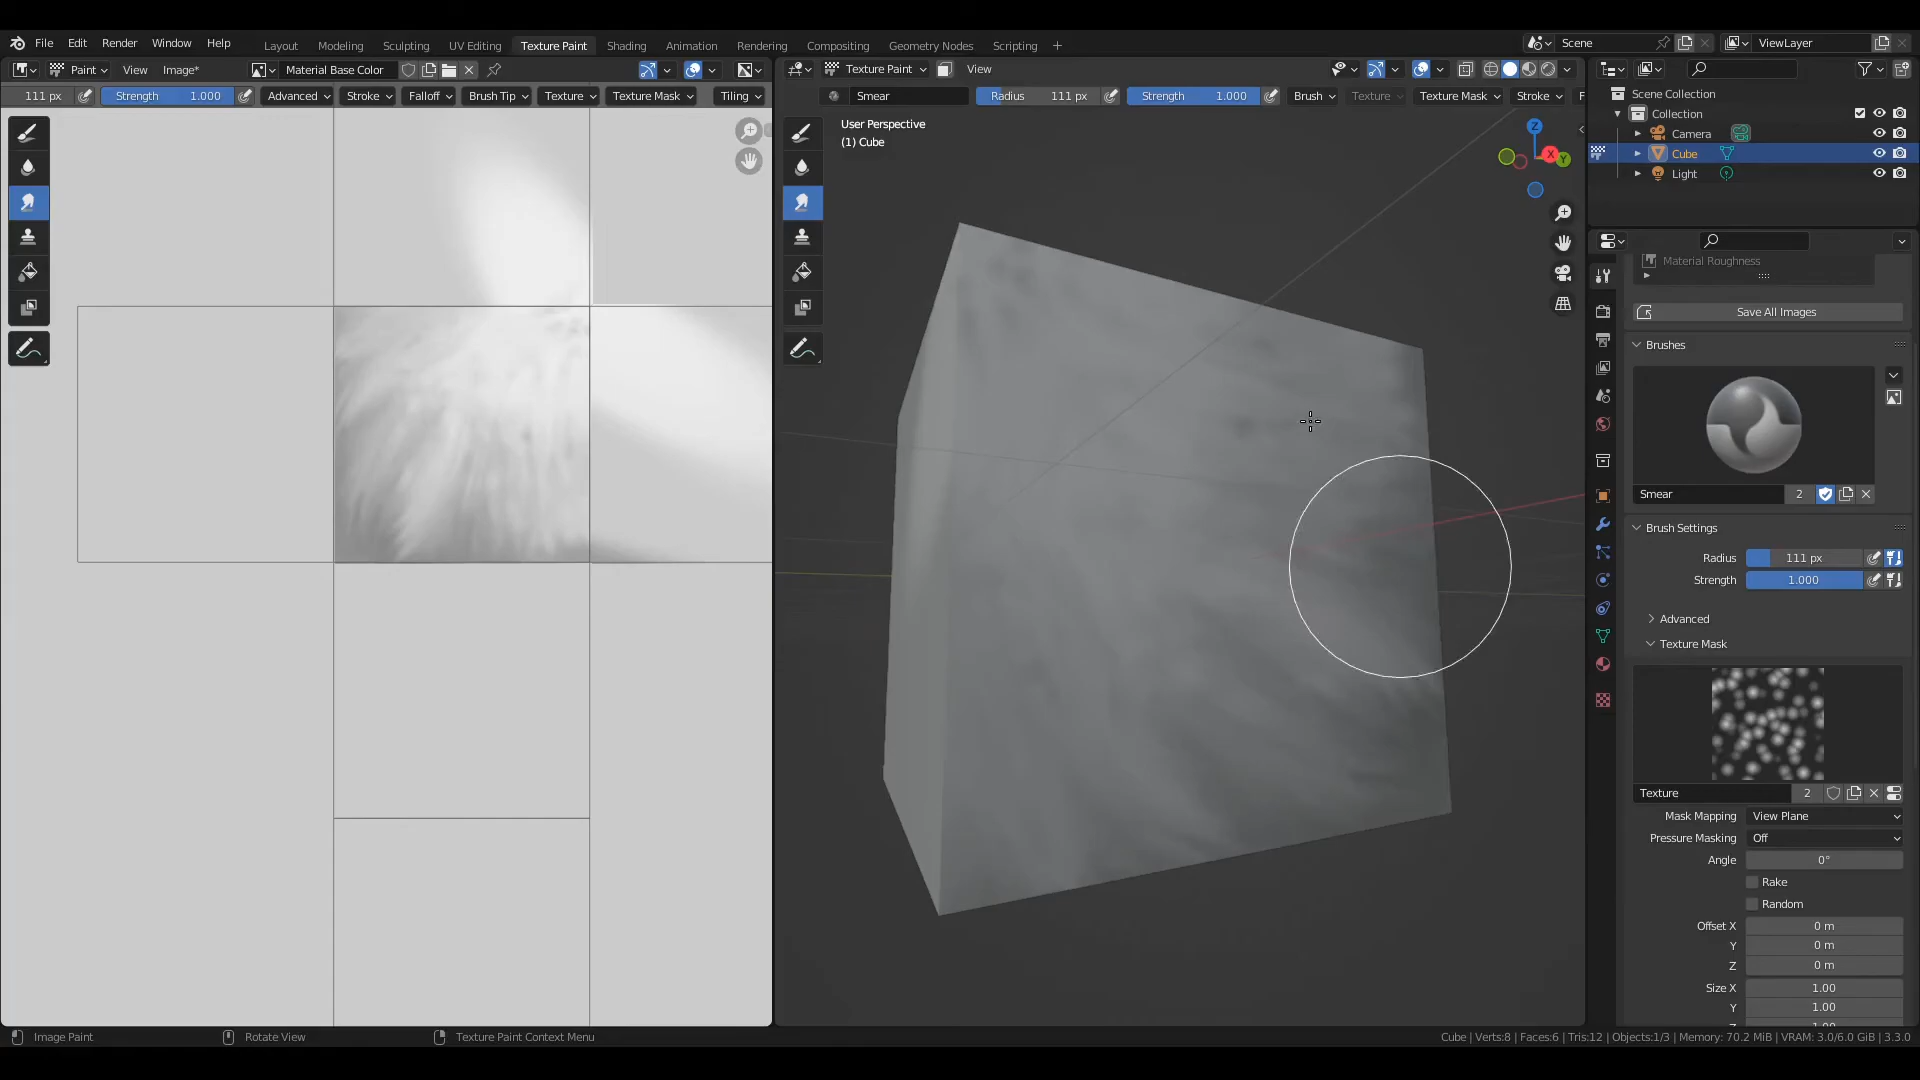 File Edit Render Window Help Layout Modeling Sculpting UV Editing Texture Paint Shading Animation Rendering Compositing Geometry Nodes Scripting + Scene ViewLayer
Paint View Image* Material Base Color Texture Paint View
111 px Strength 1.000 Advanced Stroke Falloff Brush Tip Texture Texture Mask Tiling Smear Radius 111 px Strength 1.000 Brush Texture Texture Mask Stroke F
Scene Collection
Collection
Camera
Cube
Light
User Perspective
(1) Cube
Z
X
Y
Material Roughness
Save All Images
Brushes
Smear 2
Brush Settings
Radius 111 px
Strength 1.000
Advanced
Texture Mask
Texture 2
Mask Mapping View Plane
Pressure Masking Off
Angle 0°
Rake
Random
Offset X 0 m
Y 0 m
Z 0 m
Size X 1.00
Y 1.00
Image Paint Rotate View Texture Paint Context Menu Cube | Verts:8 | Faces:6 | Tris:12 | Objects:1/3 | Memory: 70.2 MiB | VRAM: 3.0/6.0 GiB | 3.3.0